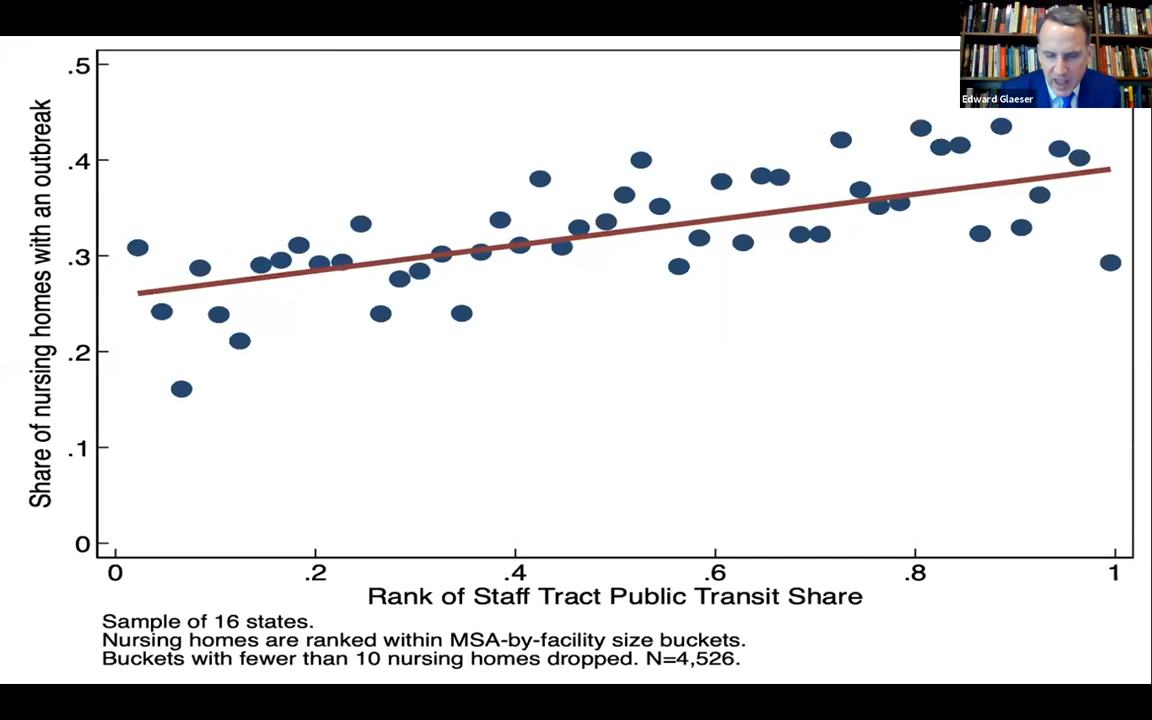 Edward Glaeser
Share of nursing homes with an outbreak
.5
.4
.3
.2
.1
0
0 .2 .4 .6 .8 1
Rank of Staff Tract Public Transit Share
Sample of 16 states.
Nursing homes are ranked within MSA-by-facility size buckets.
Buckets with fewer than 10 nursing homes dropped. N=4,526.